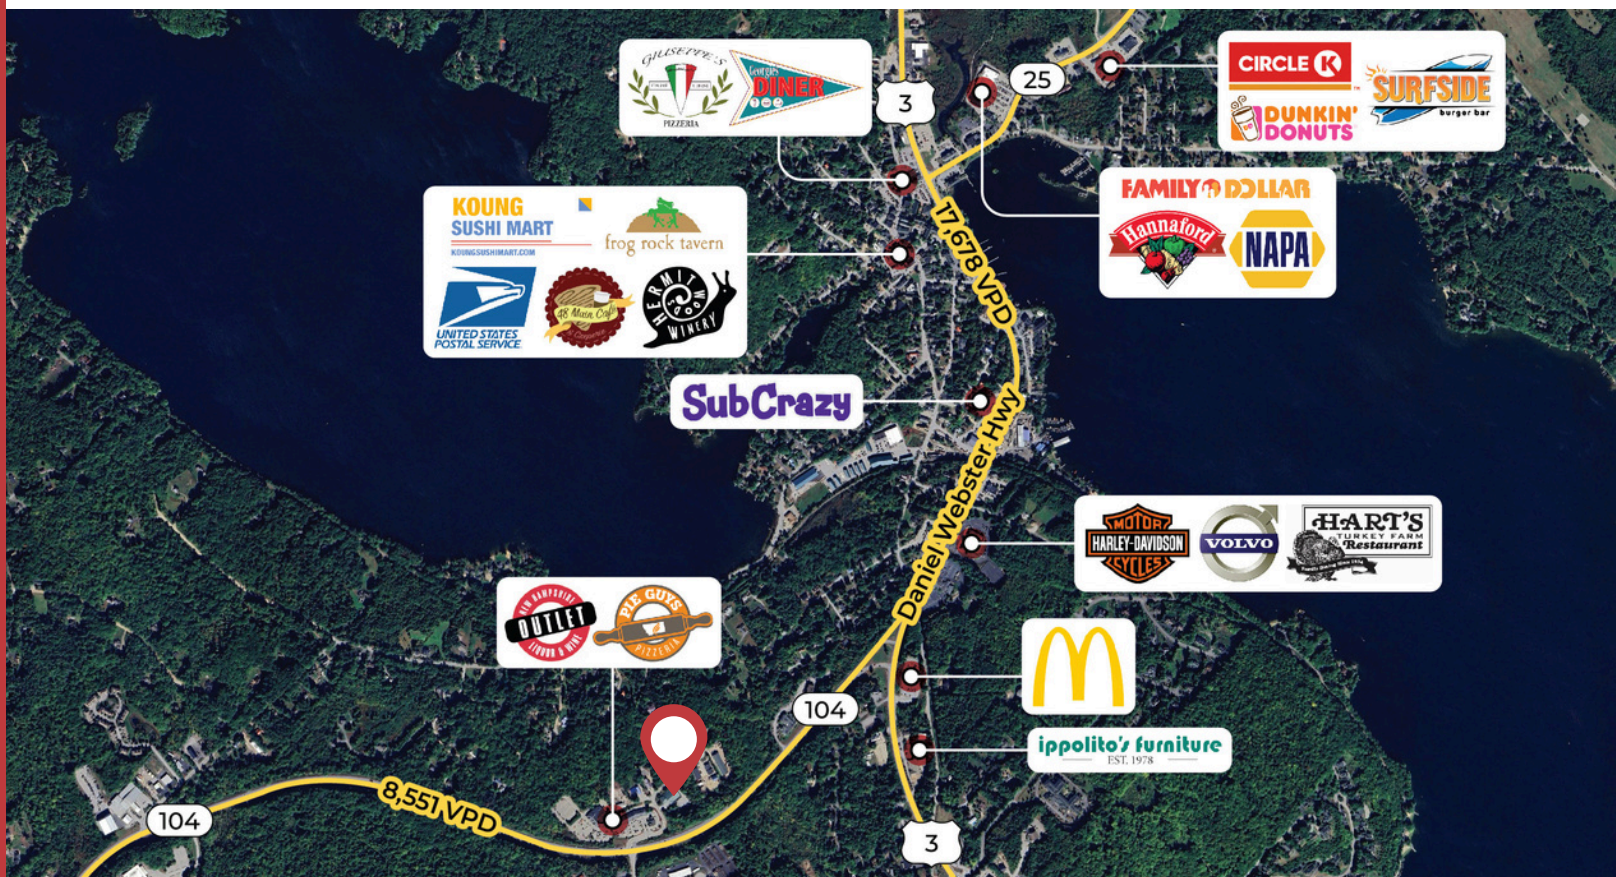 GIUSEPPE'S
PIZZERIA
Georgie's
DINER
3
25
CIRCLE K
SURFSIDE
burger bar
DUNKIN'
DONUTS
FAMILY DOLLAR
Hannaford
NAPA
KOUNG
SUSHI MART
KOUNGSUSHIMART.COM
frog rock tavern
UNITED STATES
POSTAL SERVICE
48 Main Café
HERMIT WOODS
WINERY
17,678 VPD
SubCrazy
Daniel Webster Hwy
MOTOR
HARLEY-DAVIDSON
CYCLES
VOLVO
HART'S
TURKEY FARM
Restaurant
NEW HAMPSHIRE
OUTLET
LIQUOR & WINE
PIE GUYS
PIZZERIA
104
ippolito's furniture
EST. 1978
8,551 VPD
104
3